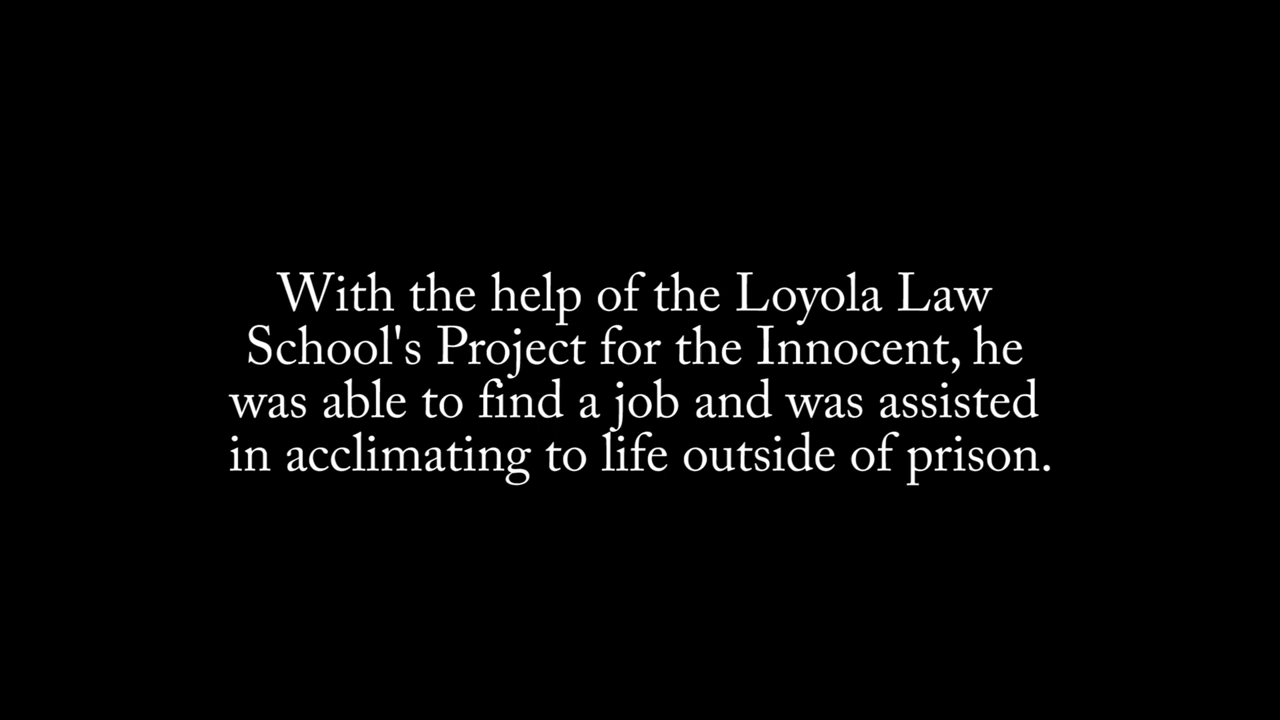 With the help of the Loyola Law
School's Project for the Innocent, he
was able to find a job and was assisted
in acclimating to life outside of prison.